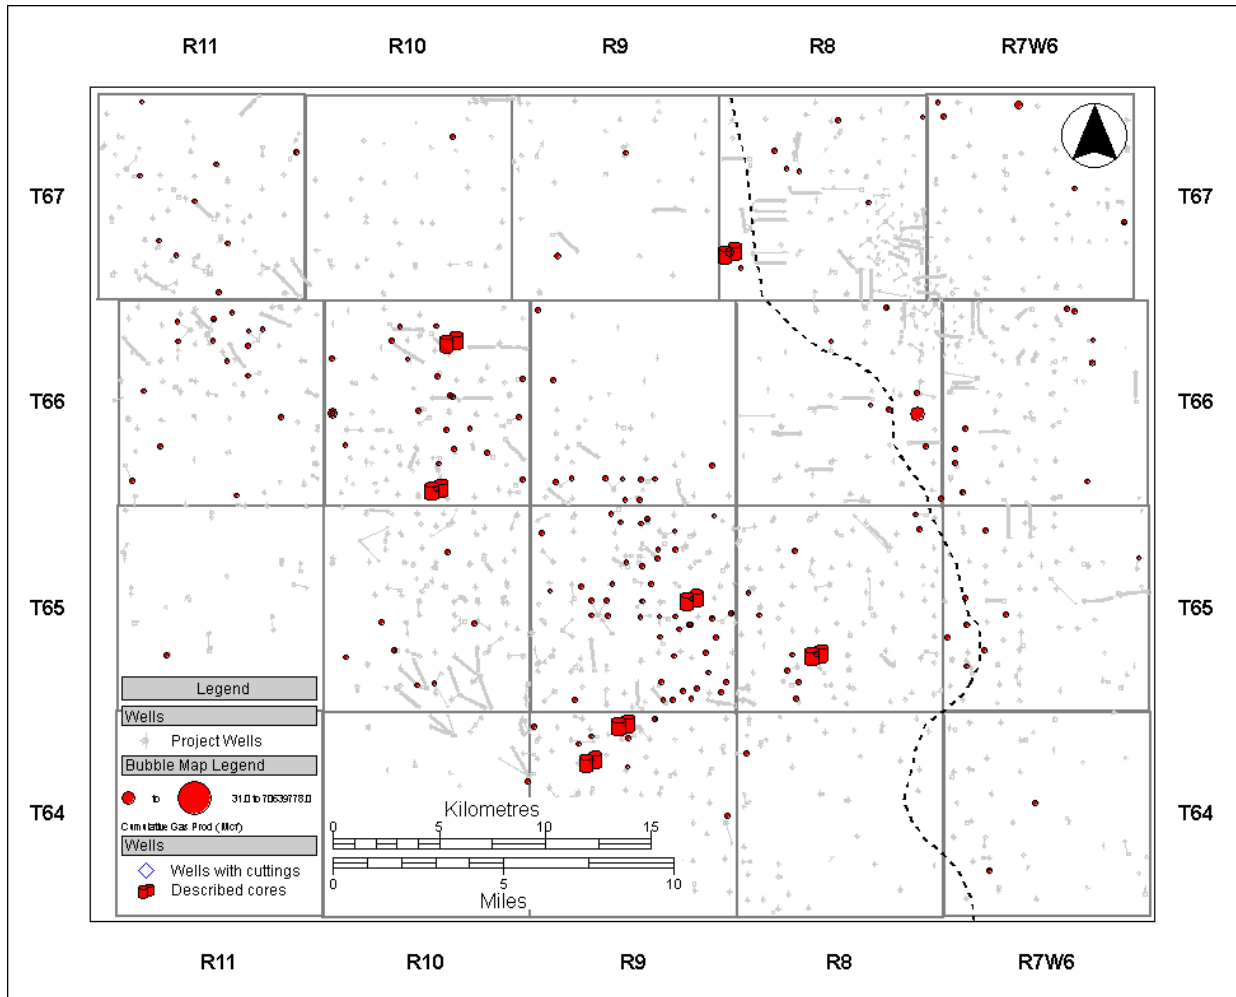 R11 R10 R9 R8 R7W6
T67 T67
T66 T66
T65 T65
Legend
Wells
Project Wells
Bubble Map Legend
to 31.0 to 70639778.0
Cumulative Gas Prod (Mcf)
Wells
Wells with cuttings
Described cores
T64 T64
Kilometres
0 5 10 15
0 5 10
Miles
R11 R10 R9 R8 R7W6